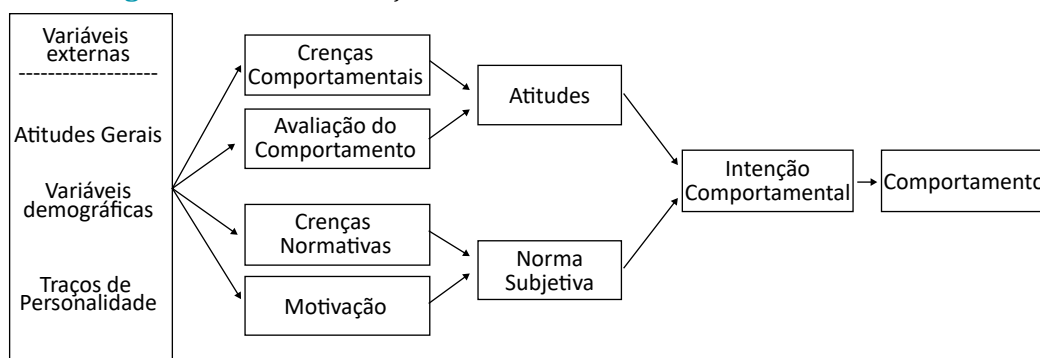 Variáveis
externas
--------------------
Atitudes Gerais
Variáveis
demográficas
Traços de
Personalidade
Crenças
Comportamentais
Avaliação do
Comportamento
Crenças
Normativas
Motivação
Atitudes
Norma
Subjetiva
Intenção
Comportamental
Comportamento